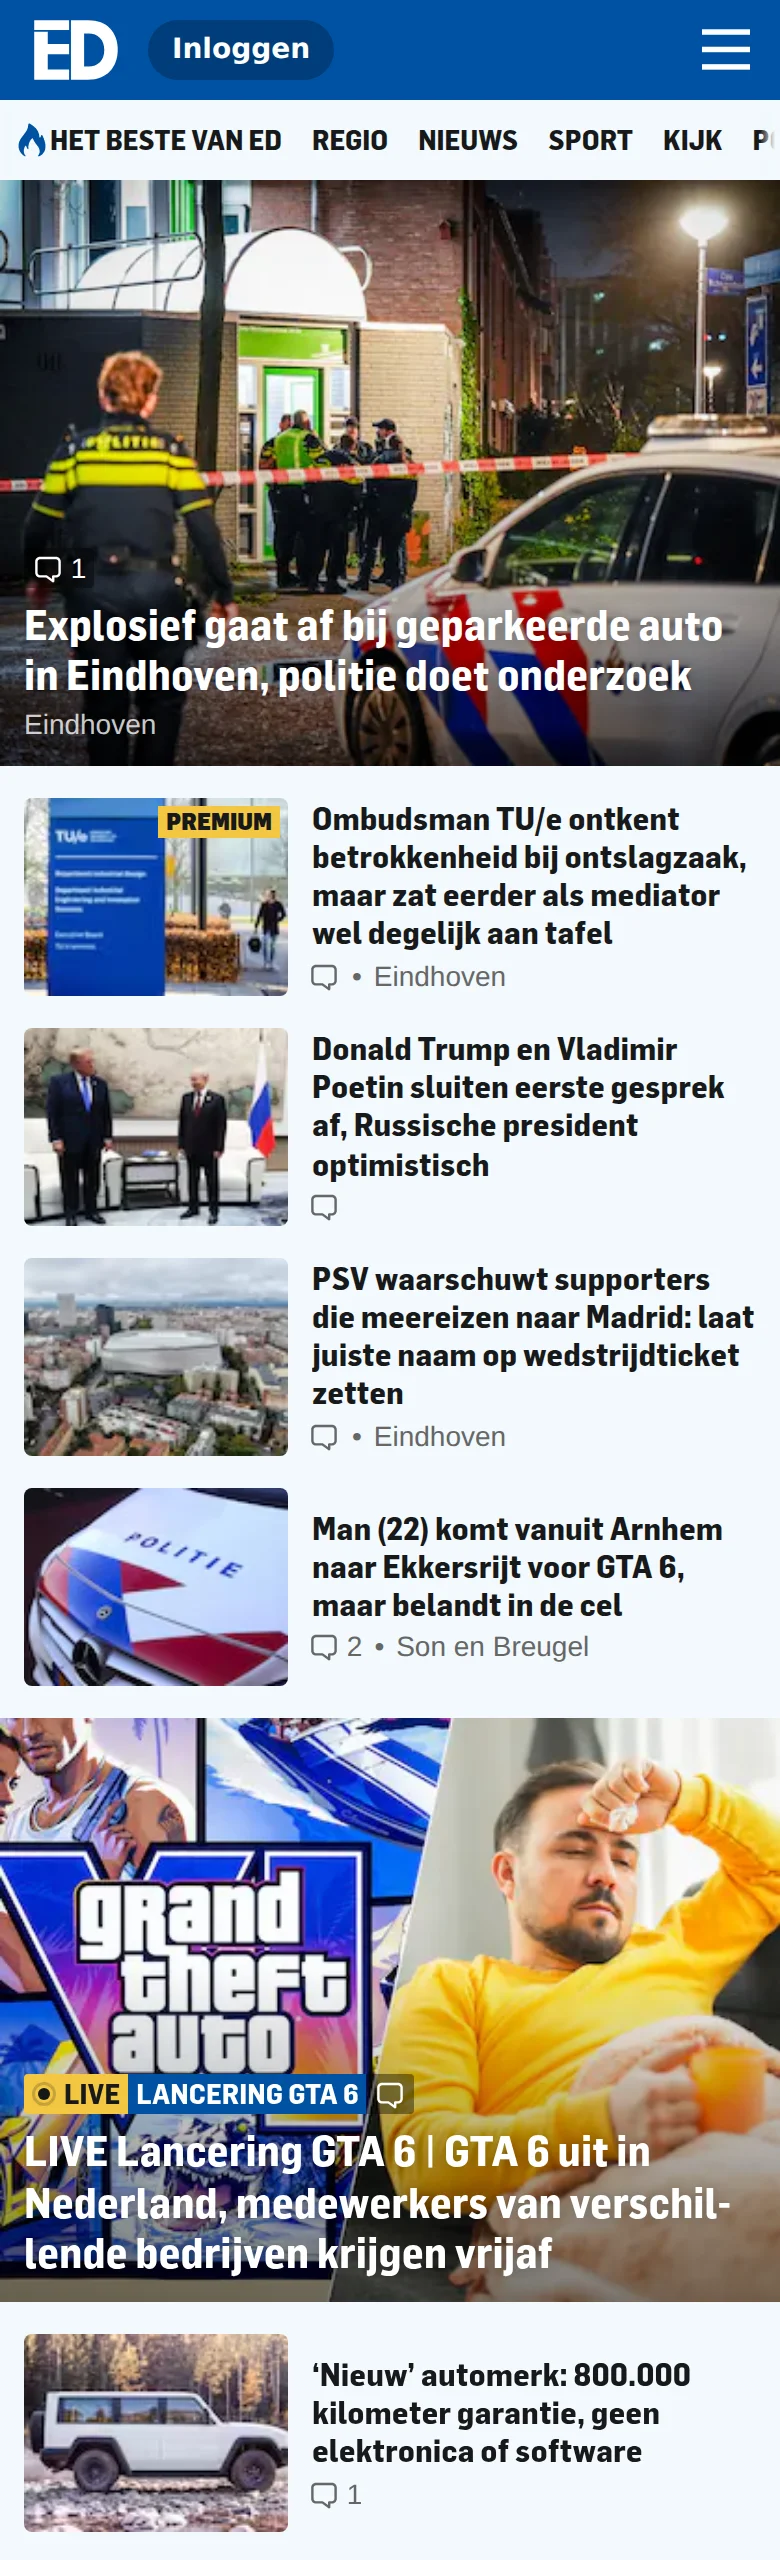 ED
Inloggen
HET BESTE VAN ED REGIO NIEUWS SPORT KIJK
POLITIE
1
Explosief gaat af bij geparkeerde auto
in Eindhoven, politie doet onderzoek
Eindhoven
TU/e
PREMIUM
Ombudsman TU/e ontkent
betrokkenheid bij ontslagzaak,
maar zat eerder als mediator
wel degelijk aan tafel
• Eindhoven
Donald Trump en Vladimir
Poetin sluiten eerste gesprek
af, Russische president
optimistisch
PSV waarschuwt supporters
die meereizen naar Madrid: laat
juiste naam op wedstrijdticket
zetten
• Eindhoven
POLITIE
Man (22) komt vanuit Arnhem
naar Ekkersrijt voor GTA 6,
maar belandt in de cel
2 • Son en Breugel
VI
grand
theft
auto
LIVE LANCERING GTA 6
LIVE Lancering GTA 6 | GTA 6 uit in
Nederland, medewerkers van verschil-
lende bedrijven krijgen vrijaf
‘Nieuw’ automerk: 800.000
kilometer garantie, geen
elektronica of software
1